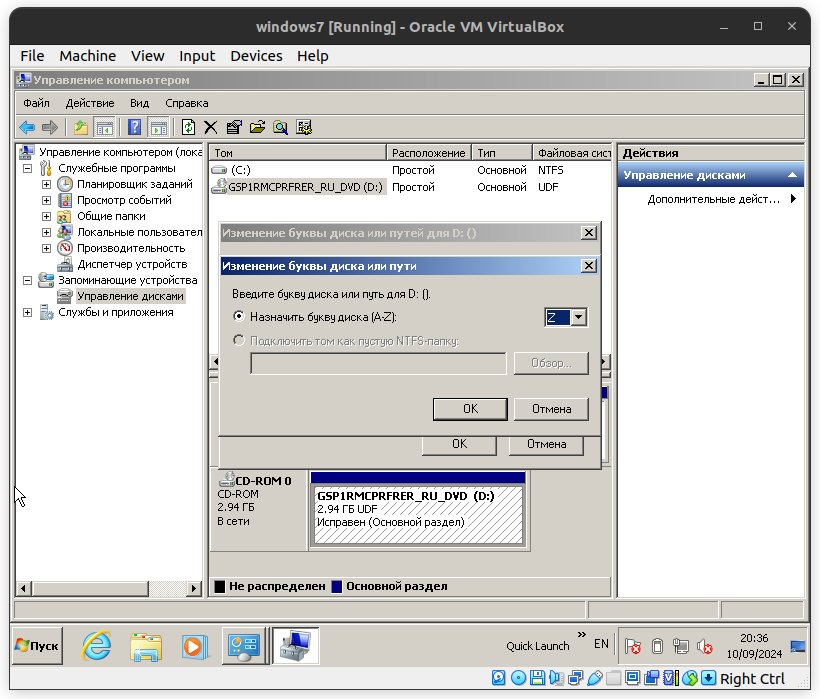 windows7 [Running] - Oracle VM VirtualBox
File Machine View Input Devices Help
Управление компьютером
Файл Действие Вид Справка
Управление компьютером (лока
Служебные программы
Планировщик заданий
Просмотр событий
Общие папки
Локальные пользовател
Производительность
Диспетчер устройств
Запоминающие устройства
Управление дисками
Службы и приложения
Том Расположение Тип Файловая сист
(C:) Простой Основной NTFS
GSP1RMCPRFRER_RU_DVD (D:) Простой Основной UDF
Действия
Управление дисками
Дополнительные дейст...
Изменение буквы диска или путей для D: ()
Изменение буквы диска или пути
Введите букву диска или путь для D: ().
Назначить букву диска (A-Z): Z
Подключить том как пустую NTFS-папку:
Обзор...
OK Отмена
OK Отмена
CD-ROM 0
CD-ROM
2.94 ГБ
В сети
GSP1RMCPRFRER_RU_DVD (D:)
2.94 ГБ UDF
Исправен (Основной раздел)
Не распределен Основной раздел
Пуск
Quick Launch » EN
20:36
10/09/2024
Right Ctrl